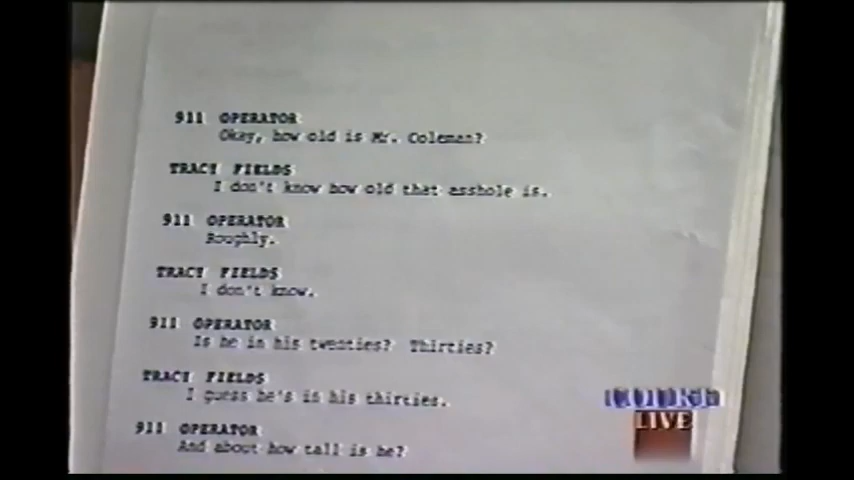 911 OPERATOR
Okay, how old is Mr. Coleman?
TRACY FIELDS
I don't know how old that asshole is.
911 OPERATOR
Roughly.
TRACY FIELDS
I don't know.
911 OPERATOR
Is he in his twenties? Thirties?
TRACY FIELDS
I guess he's in his thirties.
911 OPERATOR
And about how tall is he?
COURT
LIVE